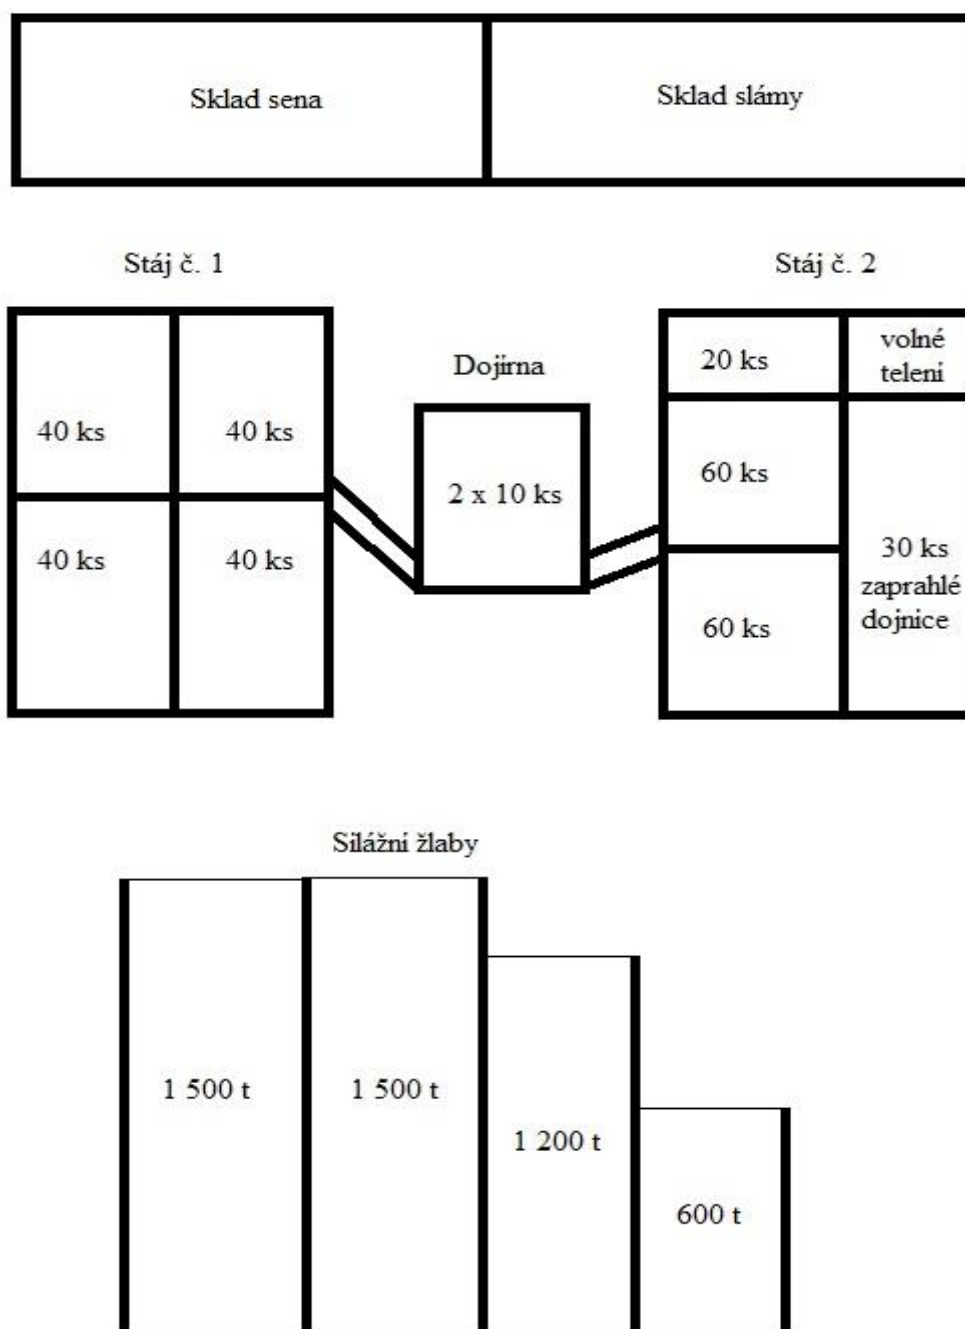 Sklad sena
Sklad slámy
Stáj č. 1
Stáj č. 2
40 ks
40 ks
40 ks
40 ks
Dojírna
2 x 10 ks
20 ks
volné
telení
60 ks
60 ks
30 ks
zaprahlé
dojnice
Silážní žlaby
1 500 t
1 500 t
1 200 t
600 t